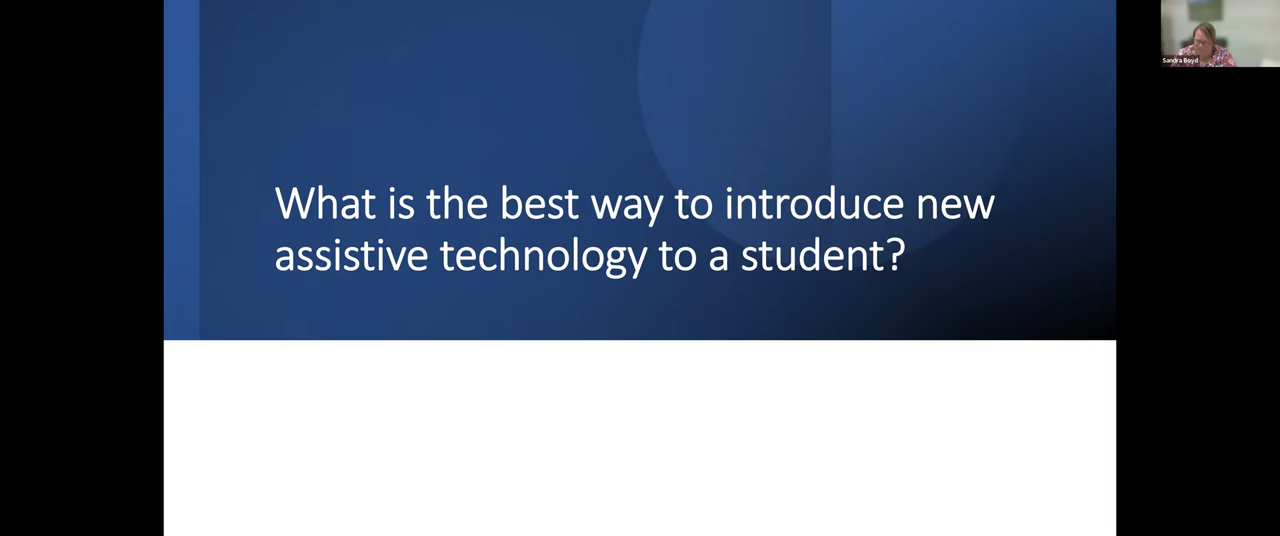 What is the best way to introduce new
assistive technology to a student?
Sandra Boyd